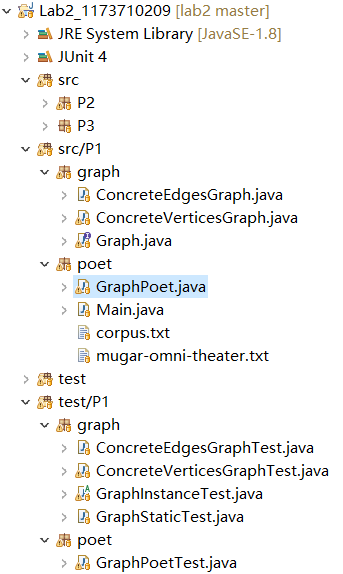 Lab2_1173710209 [lab2 master]
JRE System Library [JavaSE-1.8]
JUnit 4
src
P2
P3
src/P1
graph
ConcreteEdgesGraph.java
ConcreteVerticesGraph.java
Graph.java
poet
GraphPoet.java
Main.java
corpus.txt
mugar-omni-theater.txt
test
test/P1
graph
ConcreteEdgesGraphTest.java
ConcreteVerticesGraphTest.java
GraphInstanceTest.java
GraphStaticTest.java
poet
GraphPoetTest.java